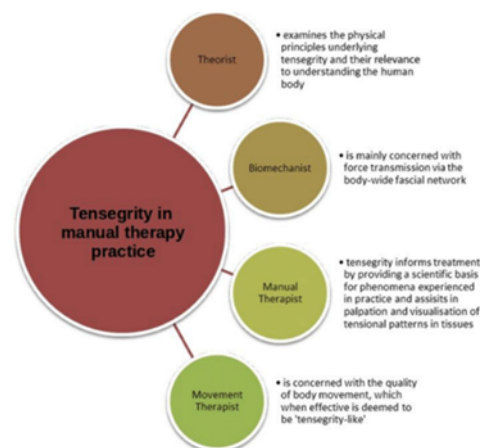 Theorist
• examines the physical
principles underlying
tensegrity and their relevance
to understanding the human
body
Biomechanist
• is mainly concerned with
force transmission via the
body-wide fascial network
Tensegrity in
manual therapy
practice
Manual
Therapist
• tensegrity informs treatment
by providing a scientific basis
for phenomena experienced
in practice and assisits in
palpation and visualisation of
tensional patterns in tissues
Movement
Therapist
• is concerned with the quality
of body movement, which
when effective is deemed to
be 'tensegrity-like'